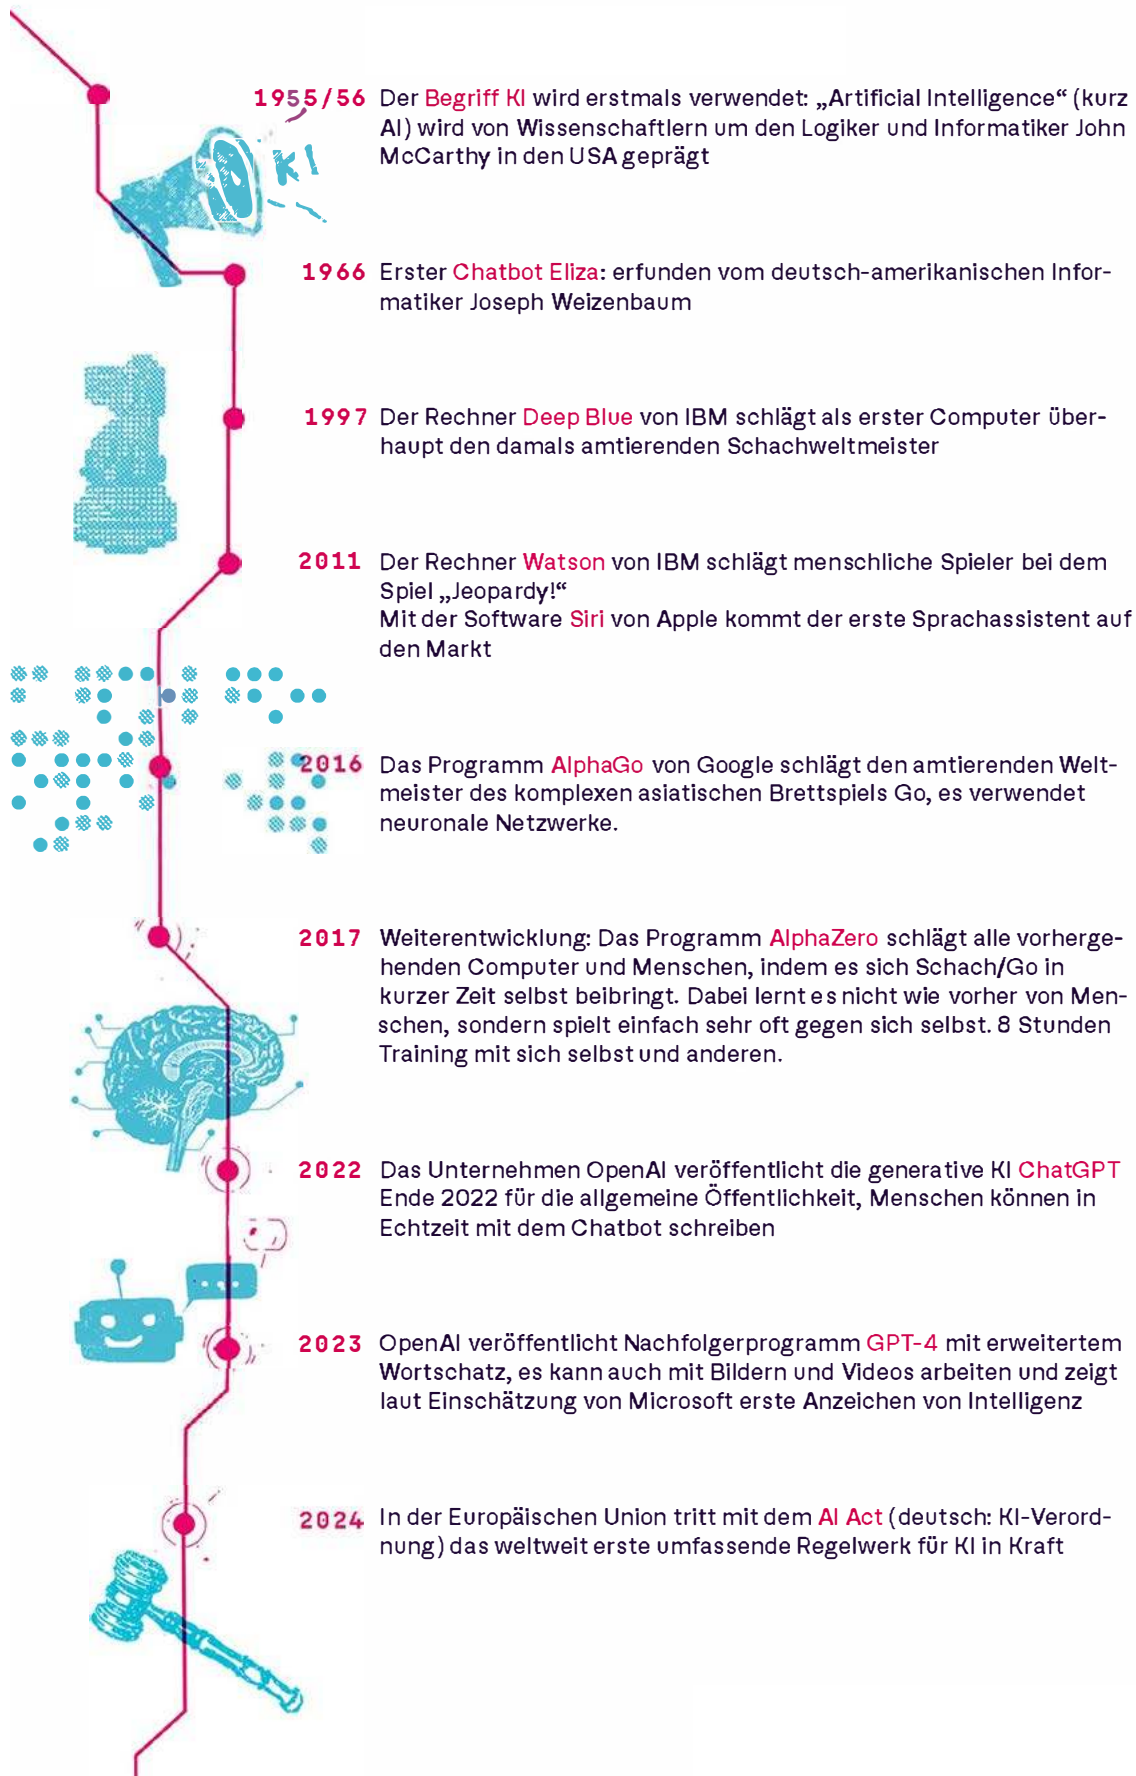 1955/56 Der Begriff KI wird erstmals verwendet: „Artificial Intelligence“ (kurz
AI) wird von Wissenschaftlern um den Logiker und Informatiker John
McCarthy in den USA geprägt
KI
1966 Erster Chatbot Eliza: erfunden vom deutsch-amerikanischen Infor-
matiker Joseph Weizenbaum
1997 Der Rechner Deep Blue von IBM schlägt als erster Computer über-
haupt den damals amtierenden Schachweltmeister
2011 Der Rechner Watson von IBM schlägt menschliche Spieler bei dem
Spiel „Jeopardy!“
Mit der Software Siri von Apple kommt der erste Sprachassistent auf
den Markt
2016 Das Programm AlphaGo von Google schlägt den amtierenden Welt-
meister des komplexen asiatischen Brettspiels Go, es verwendet
neuronale Netzwerke.
2017 Weiterentwicklung: Das Programm AlphaZero schlägt alle vorherge-
henden Computer und Menschen, indem es sich Schach/Go in
kurzer Zeit selbst beibringt. Dabei lernt es nicht wie vorher von Men-
schen, sondern spielt einfach sehr oft gegen sich selbst. 8 Stunden
Training mit sich selbst und anderen.
2022 Das Unternehmen OpenAI veröffentlicht die generative KI ChatGPT
Ende 2022 für die allgemeine Öffentlichkeit, Menschen können in
Echtzeit mit dem Chatbot schreiben
2023 OpenAI veröffentlicht Nachfolgerprogramm GPT-4 mit erweitertem
Wortschatz, es kann auch mit Bildern und Videos arbeiten und zeigt
laut Einschätzung von Microsoft erste Anzeichen von Intelligenz
2024 In der Europäischen Union tritt mit dem AI Act (deutsch: KI-Verord-
nung) das weltweit erste umfassende Regelwerk für KI in Kraft